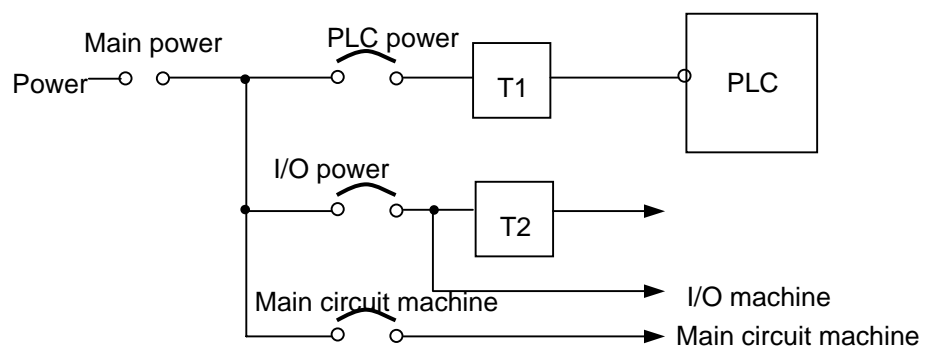 Main power
PLC power
Power
T1
PLC
I/O power
T2
I/O machine
Main circuit machine
Main circuit machine